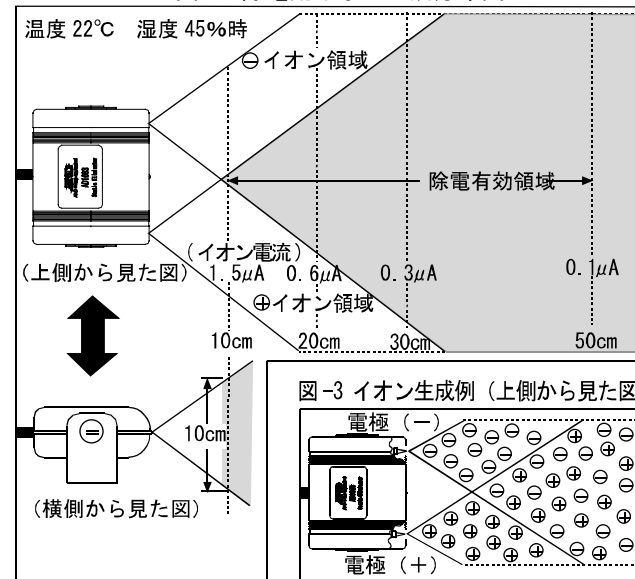 温度 22℃ 湿度 45%時
⊖イオン領域
除電有効領域
(イオン電流)
1.5μA 0.6μA 0.3μA 0.1μA
⊕イオン領域
(上側から見た図)
10cm 20cm 30cm 50cm
10cm
(横側から見た図)
図-3 イオン生成例 (上側から見た図
電極 (−)
電極 (+)